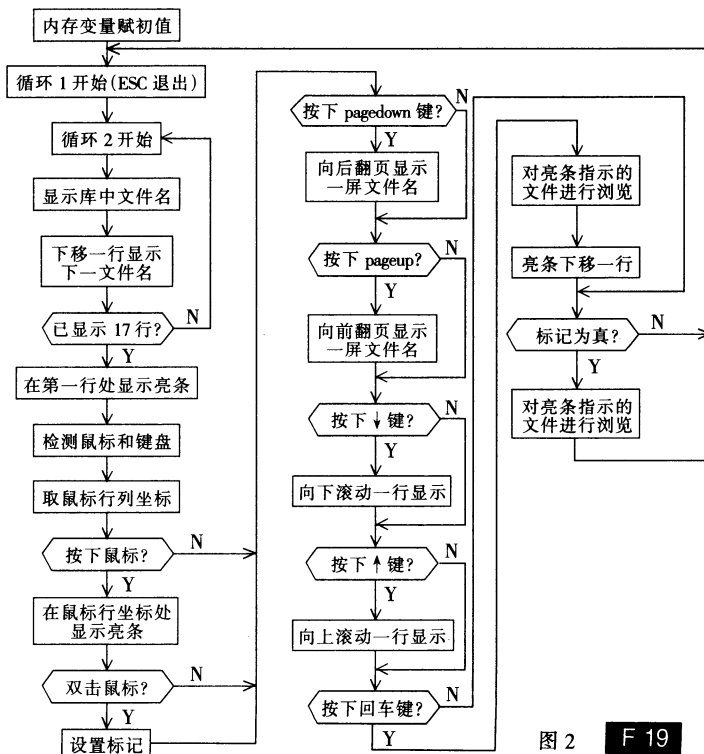 内存变量赋初值
循环 1 开始(ESC 退出)
循环 2 开始
显示库中文件名
下移一行显示
下一文件名
已显示 17 行?
N
Y
在第一行处显示亮条
检测鼠标和键盘
取鼠标行列坐标
按下鼠标?
N
Y
在鼠标行坐标处
显示亮条
双击鼠标?
N
Y
设置标记
按下 pagedown 键?
N
Y
向后翻页显示
一屏文件名
按下 pageup?
N
Y
向前翻页显示
一屏文件名
按下↓键?
N
Y
向下滚动一行显示
按下↑键?
N
Y
向上滚动一行显示
按下回车键?
N
Y
对亮条指示的
文件进行浏览
亮条下移一行
标记为真?
N
Y
对亮条指示的
文件进行浏览
图 2
F 19